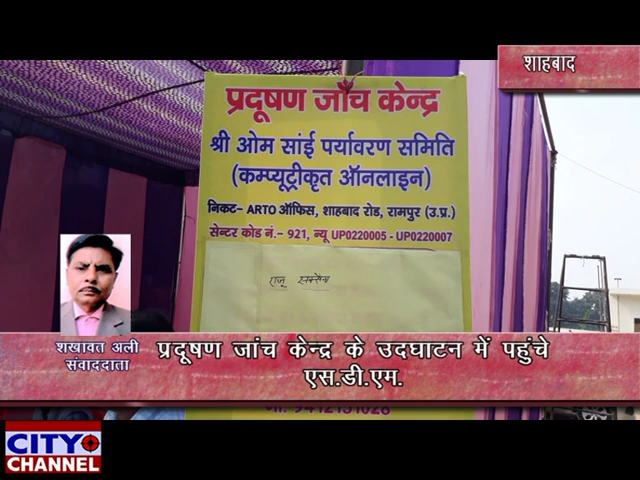 शाहबाद
प्रदूषण जाँच केन्द्र
श्री ओम सांई पर्यावरण समिति
(कम्प्यूट्रीकृत ऑनलाइन)
निकट- ARTO ऑफिस, शाहबाद रोड, रामपुर (उ.प्र.)
सेन्टर कोड नं.- 921, न्यू UP0220005 - UP0220007
राजू
शखावत अली
संवाददाता
प्रदूषण जांच केन्द्र के उदघाटन में पहुंचे
एस.डी.एम.
CITY
CHANNEL